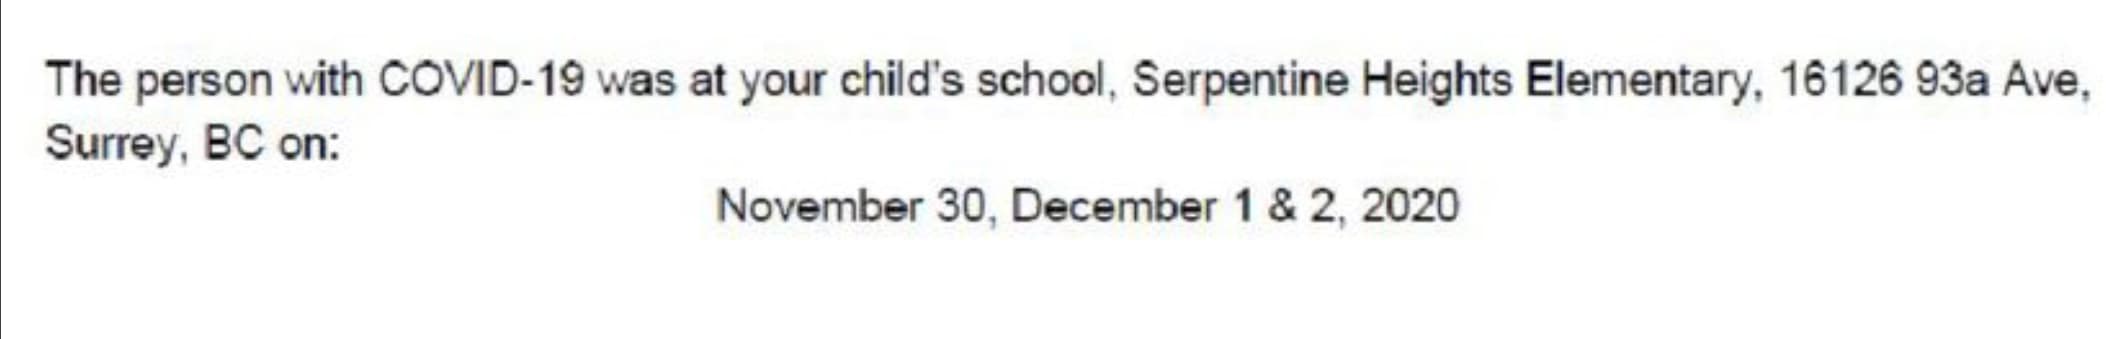 The person with COVID-19 was at your child's school, Serpentine Heights Elementary, 16126 93a Ave,
Surrey, BC on:
November 30, December 1 & 2, 2020